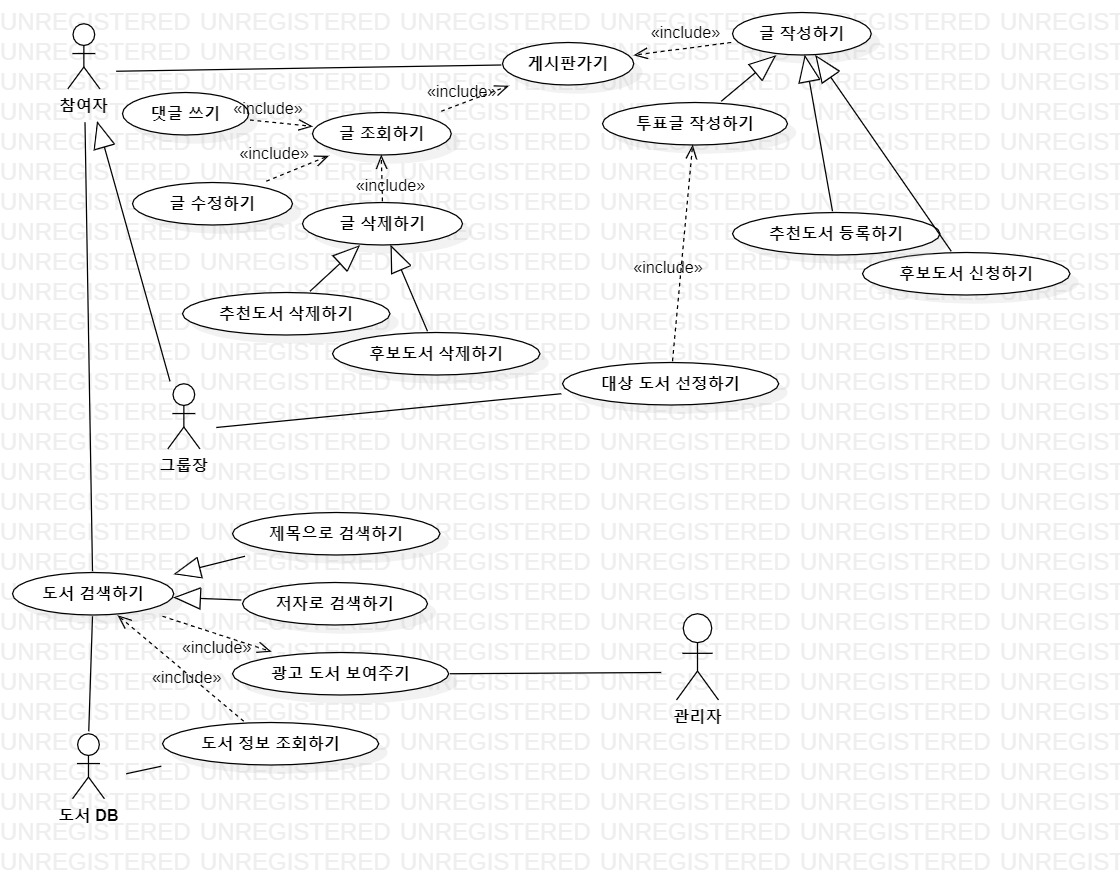 글 작성하기
«include»
게시판가기
참여자
«include»
댓글 쓰기
«include»
글 조회하기
투표글 작성하기
«include»
«include»
글 수정하기
글 삭제하기
추천도서 등록하기
«include»
후보도서 신청하기
추천도서 삭제하기
후보도서 삭제하기
대상 도서 선정하기
그룹장
제목으로 검색하기
도서 검색하기
저자로 검색하기
«include»
광고 도서 보여주기
«include»
관리자
도서 정보 조회하기
도서 DB
UNREGISTERED